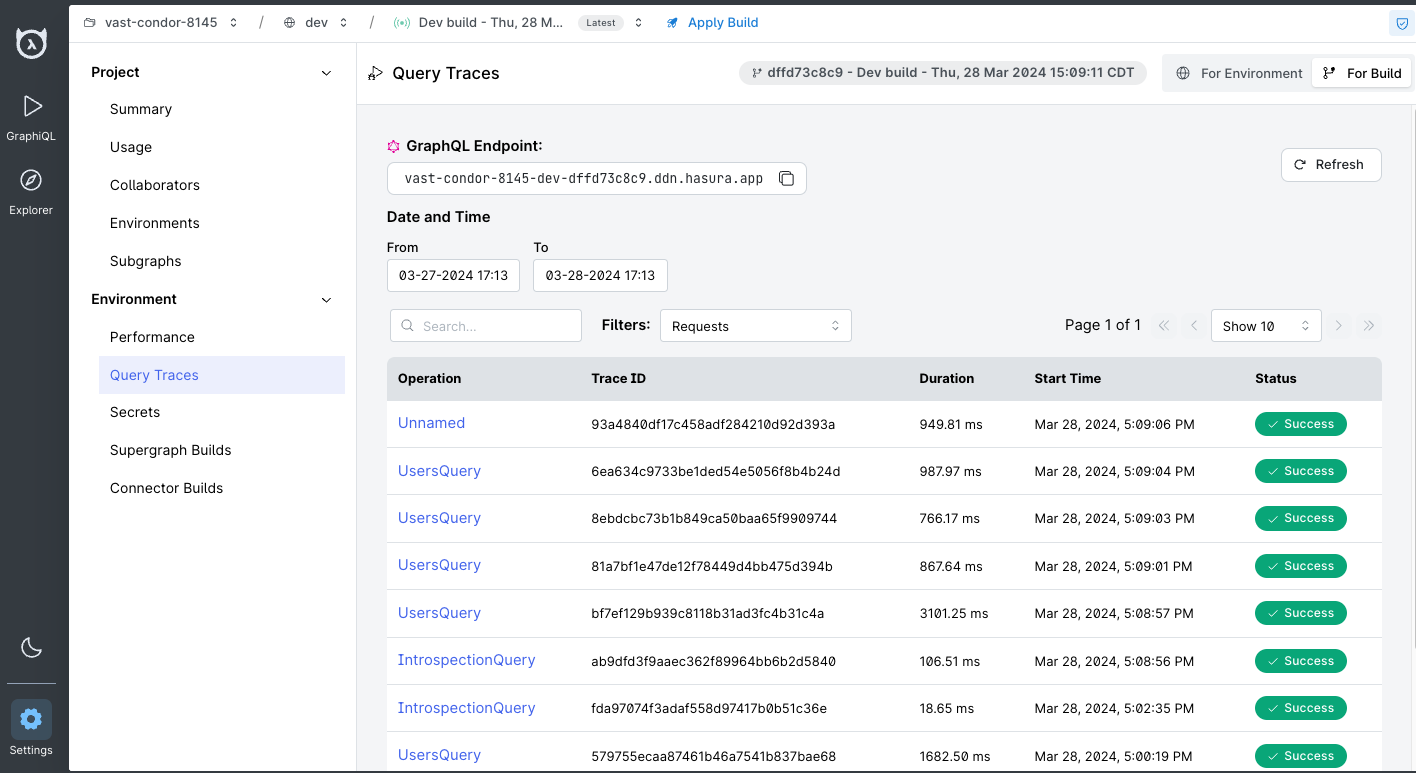 vast-condor-8145 / dev / Dev build - Thu, 28 M... Latest Apply Build
GraphiQL
Explorer
Settings
Project
Summary
Usage
Collaborators
Environments
Subgraphs
Environment
Performance
Query Traces
Secrets
Supergraph Builds
Connector Builds
Query Traces dffd73c8c9 - Dev build - Thu, 28 Mar 2024 15:09:11 CDT For Environment For Build
GraphQL Endpoint:
vast-condor-8145-dev-dffd73c8c9.ddn.hasura.app
Refresh
Date and Time
From To
03-27-2024 17:13 03-28-2024 17:13
Search... Filters: Requests Page 1 of 1 Show 10
Operation Trace ID Duration Start Time Status
Unnamed 93a4840df17c458adf284210d92d393a 949.81 ms Mar 28, 2024, 5:09:06 PM Success
UsersQuery 6ea634c9733be1ded54e5056f8b4b24d 987.97 ms Mar 28, 2024, 5:09:04 PM Success
UsersQuery 8ebdcbc73b1b849ca50baa65f9909744 766.17 ms Mar 28, 2024, 5:09:03 PM Success
UsersQuery 81a7bf1e47de12f78449d4bb475d394b 867.64 ms Mar 28, 2024, 5:09:01 PM Success
UsersQuery bf7ef129b939c8118b31ad3fc4b31c4a 3101.25 ms Mar 28, 2024, 5:08:57 PM Success
IntrospectionQuery ab9dfd3f9aaec362f89964bb6b2d5840 106.51 ms Mar 28, 2024, 5:08:56 PM Success
IntrospectionQuery fda97074f3adaf558d97417b0b51c36e 18.65 ms Mar 28, 2024, 5:02:35 PM Success
UsersQuery 579755ecaa87461b46a7541b837bae68 1682.50 ms Mar 28, 2024, 5:00:19 PM Success